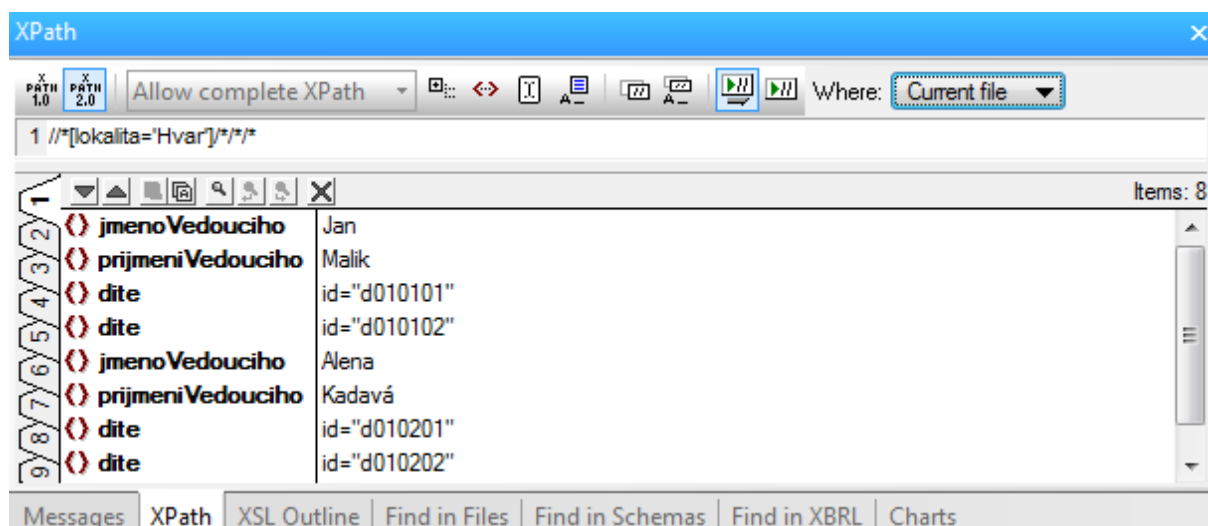 XPath
X PATH 1.0 X PATH 2.0 Allow complete XPath Where: Current file
1 //*[lokalita='Hvar']/*/*/*
Items: 8
jmenoVedouciho Jan
prijmeniVedouciho Malik
dite id="d010101"
dite id="d010102"
jmenoVedouciho Alena
prijmeniVedouciho Kadavá
dite id="d010201"
dite id="d010202"
1
2
3
4
5
6
7
8
9
Messages XPath XSL Outline Find in Files Find in Schemas Find in XBRL Charts